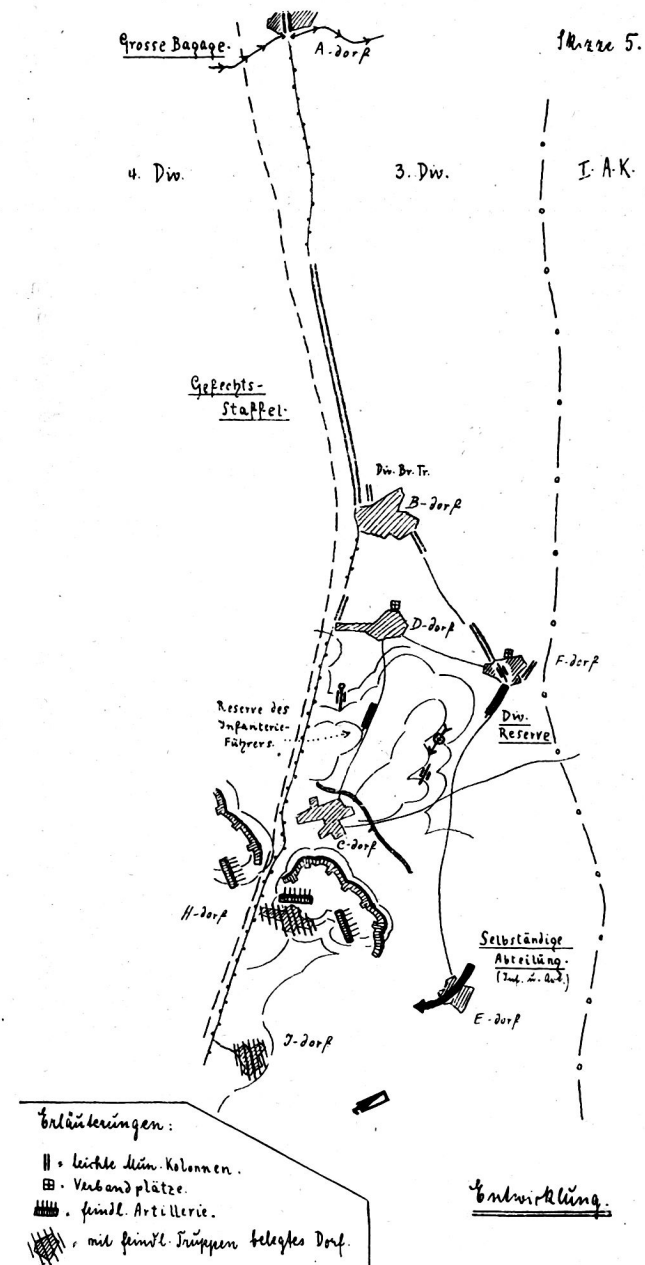 Skizze 5.
Grosse Bagage.
A-dorf
4. Div.
3. Div.
I. A.K.
Gefechts-
Staffel.
Div. Br. Tr.
B-dorf
D-dorf
F-dorf
Reserve des
Infanterie-
Führers.
Div.
Reserve
C-dorf
H-dorf
Selbständige
Abteilung.
(Inf. u. Art.)
E-dorf
J-dorf
Erläuterungen:
= leichte Mun. Kolonnen.
= Verbandplätze.
= feindl. Artillerie.
= mit feindl. Truppen belegtes Dorf.
Entwicklung.